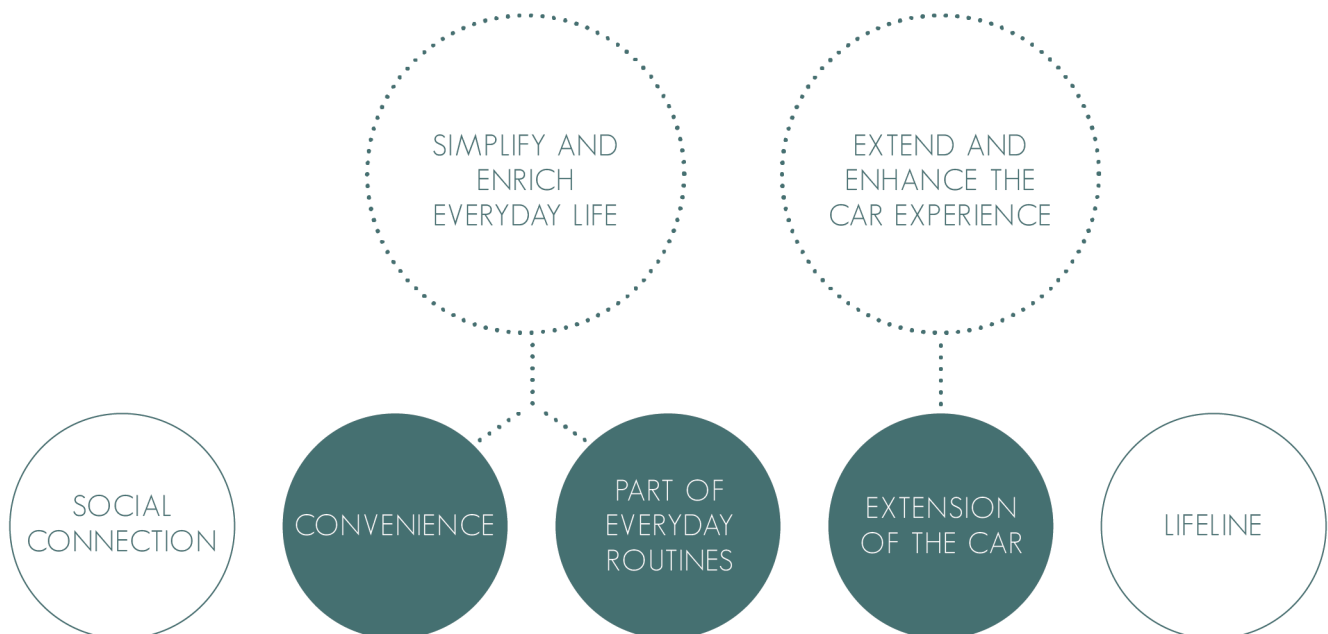 SIMPLIFY AND
ENRICH
EVERYDAY LIFE
EXTEND AND
ENHANCE THE
CAR EXPERIENCE
SOCIAL
CONNECTION
CONVENIENCE
PART OF
EVERYDAY
ROUTINES
EXTENSION
OF THE CAR
LIFELINE